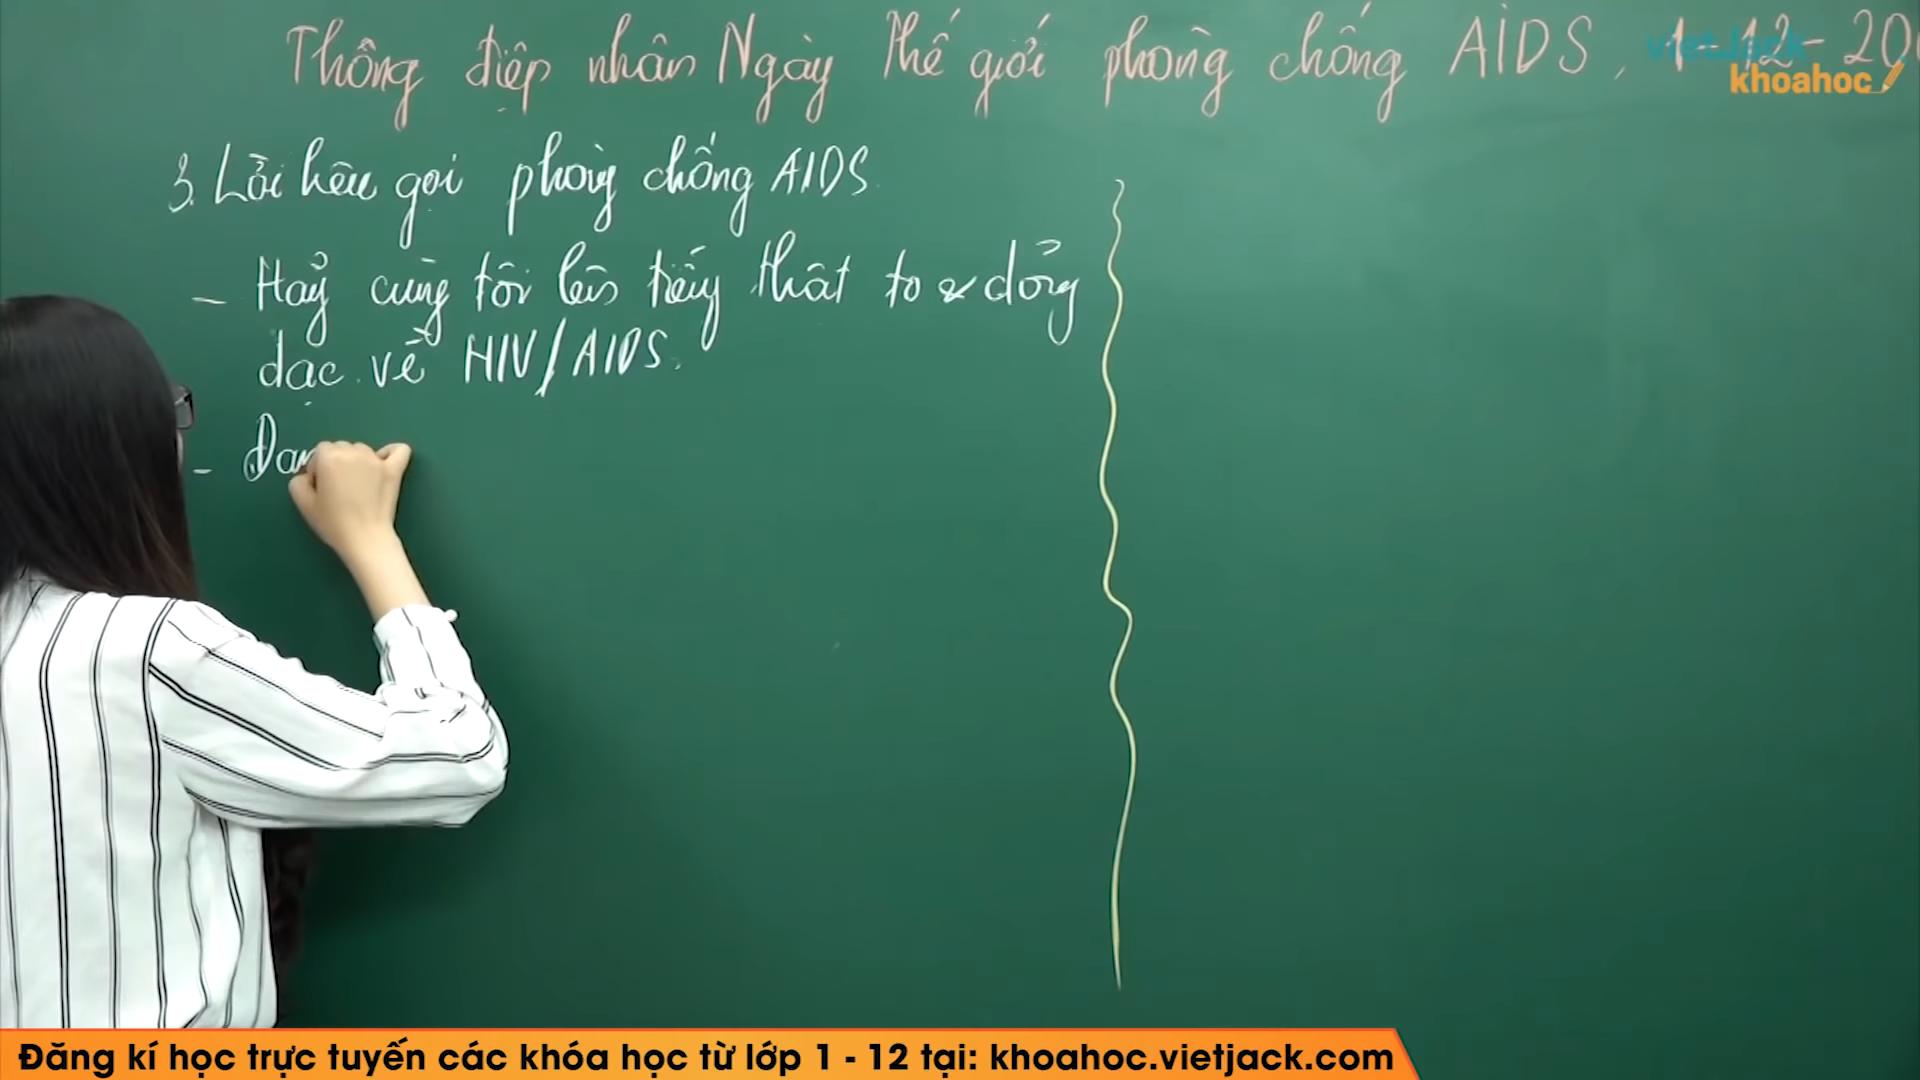 Thông điệp nhân Ngày thế giới phòng chống AIDS, 1-12-20
vietjack
khoahoc
3. Lời kêu gọi phòng chống AIDS
- Hãy cùng tôi lên tiếng thật to & dõng
dạc về HIV/AIDS.
- Đan
Đăng kí học trực tuyến các khóa học từ lớp 1 - 12 tại: khoahoc.vietjack.com